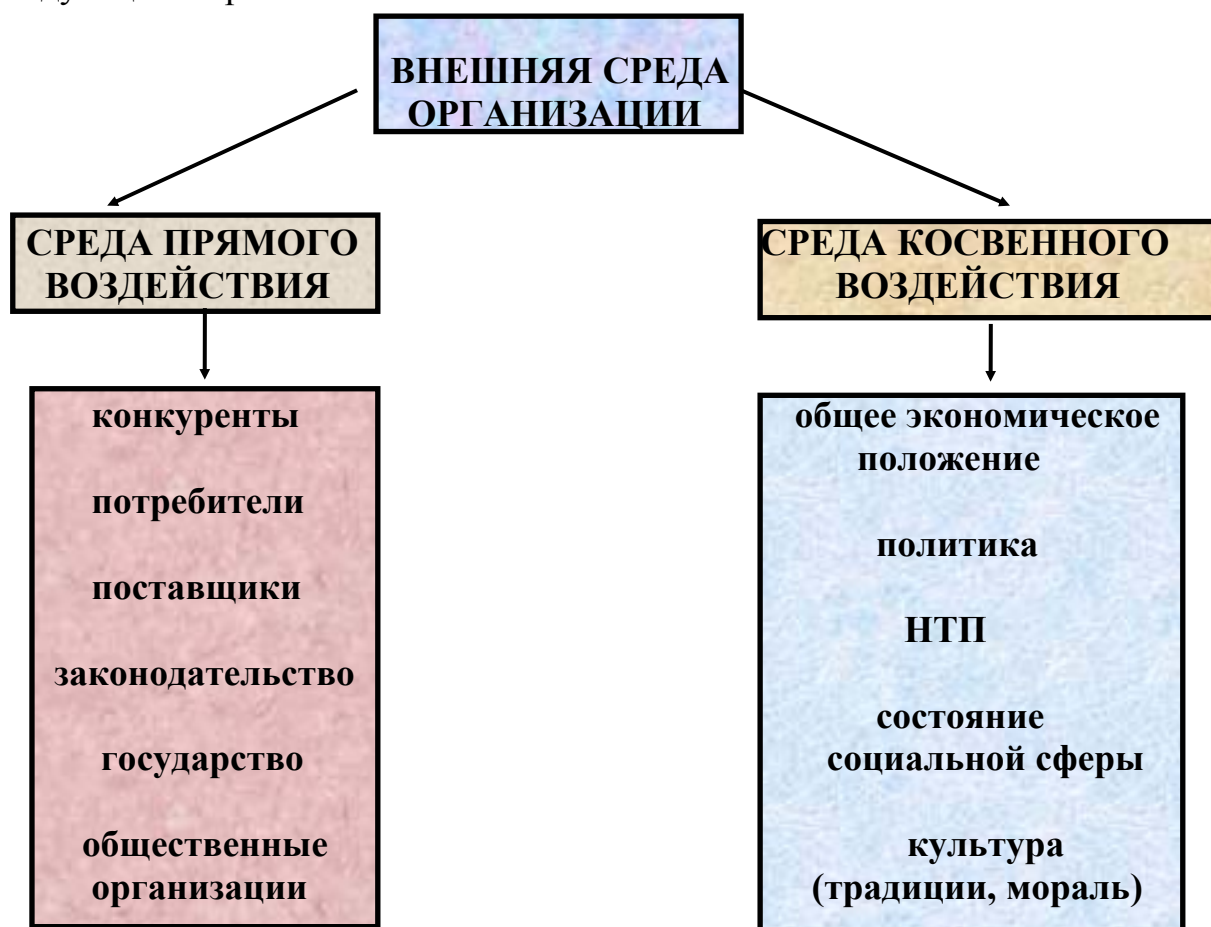 ВНЕШНЯЯ СРЕДА
ОРГАНИЗАЦИИ
СРЕДА ПРЯМОГО
ВОЗДЕЙСТВИЯ
СРЕДА КОСВЕННОГО
ВОЗДЕЙСТВИЯ
конкуренты
потребители
поставщики
законодательство
государство
общественные
организации
общее экономическое
положение
политика
НТП
состояние
социальной сферы
культура
(традиции, мораль)